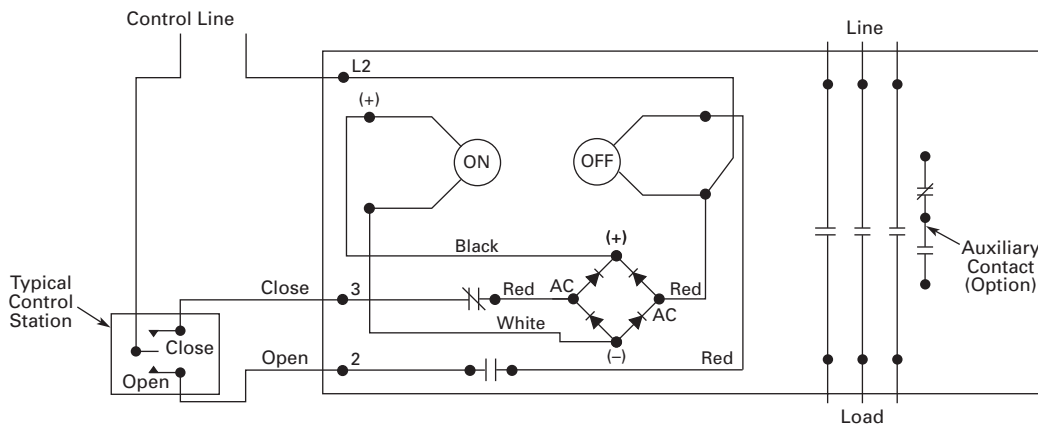 Control Line
Line
L2
(+)
ON
OFF
Black
(+)
Typical
Control
Station
Close
3
Red
AC
Red
AC
White
(–)
Close
Open
Open
2
Red
Auxiliary
Contact
(Option)
Load